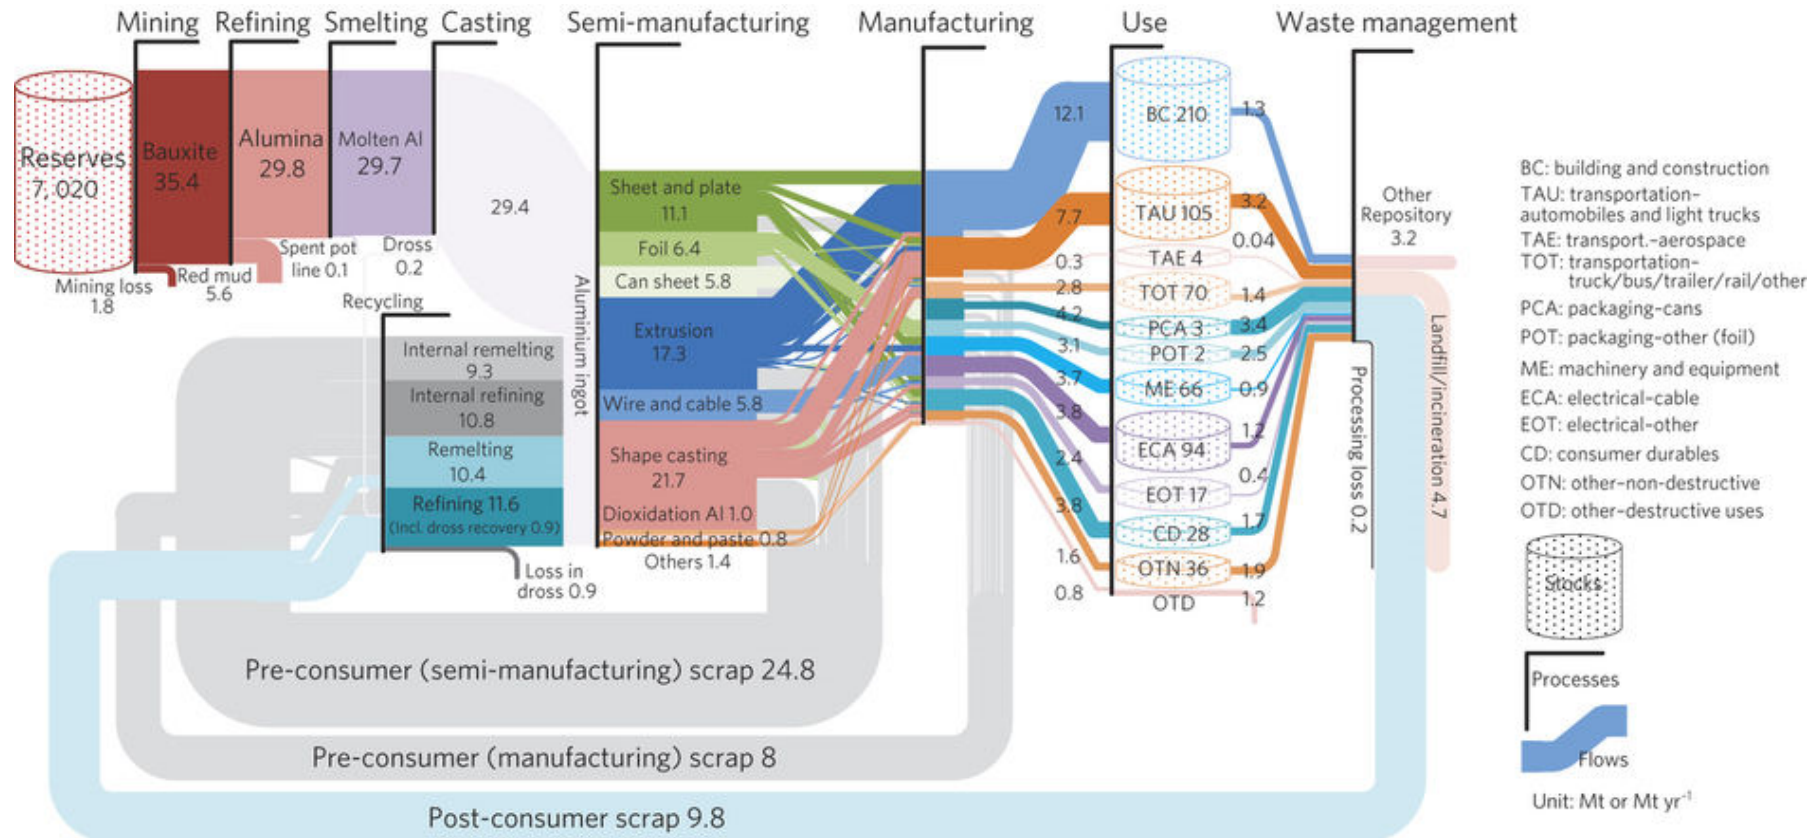 Mining
Refining
Smelting
Casting
Semi-manufacturing
Manufacturing
Use
Waste management
Reserves
7, 020
Bauxite
35.4
Alumina
29.8
Molten Al
29.7
29.4
Mining loss
1.8
Red mud
5.6
Spent pot
line 0.1
Dross
0.2
Recycling
Internal remelting
9.3
Internal refining
10.8
Remelting
10.4
Refining 11.6
(Incl. dross recovery 0.9)
Loss in
dross 0.9
Aluminium ingot
Sheet and plate
11.1
Foil 6.4
Can sheet 5.8
Extrusion
17.3
Wire and cable 5.8
Shape casting
21.7
Dioxidation Al 1.0
Powder and paste 0.8
Others 1.4
12.1
7.7
0.3
2.8
4.2
3.1
3.7
3.8
2.4
3.8
1.6
0.8
BC 210
TAU 105
TAE 4
TOT 70
PCA 3
POT 2
ME 66
ECA 94
EOT 17
CD 28
OTN 36
OTD
1.3
3.2
0.04
1.4
3.4
2.5
0.9
1.2
0.4
1.7
1.9
1.2
Other
Repository
3.2
Landfill/incineration 4.7
Processing loss 0.2
Pre-consumer (semi-manufacturing) scrap 24.8
Pre-consumer (manufacturing) scrap 8
Post-consumer scrap 9.8
BC: building and construction
TAU: transportation–
automobiles and light trucks
TAE: transport.–aerospace
TOT: transportation–
truck/bus/trailer/rail/other
PCA: packaging–cans
POT: packaging–other (foil)
ME: machinery and equipment
ECA: electrical–cable
EOT: electrical–other
CD: consumer durables
OTN: other–non-destructive
OTD: other–destructive uses
Stocks
Processes
Flows
Unit: Mt or Mt yr⁻¹